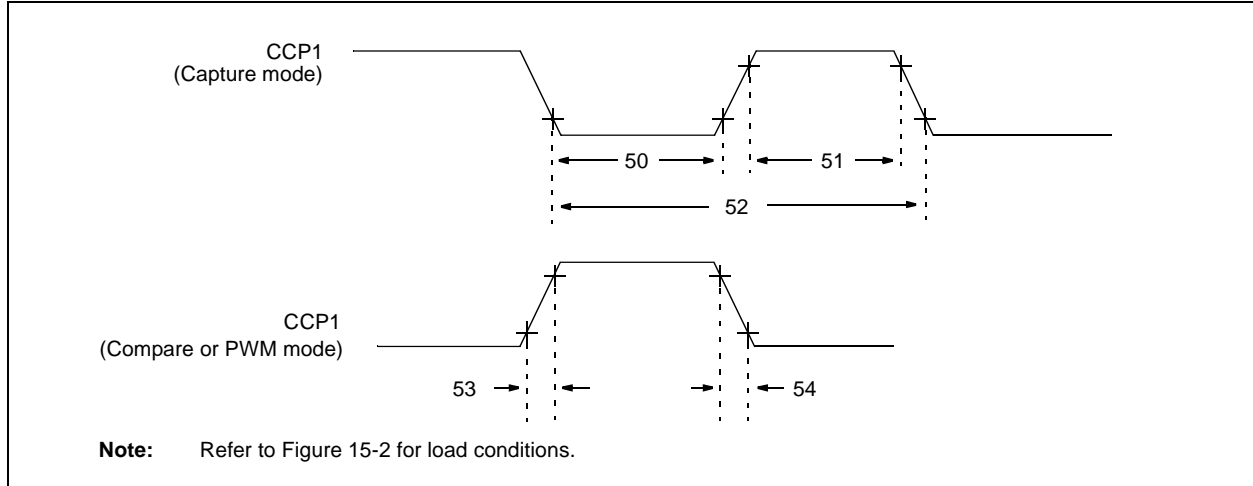 CCP1
(Capture mode)
50
51
52
CCP1
(Compare or PWM mode)
53
54
Note: Refer to Figure 15-2 for load conditions.